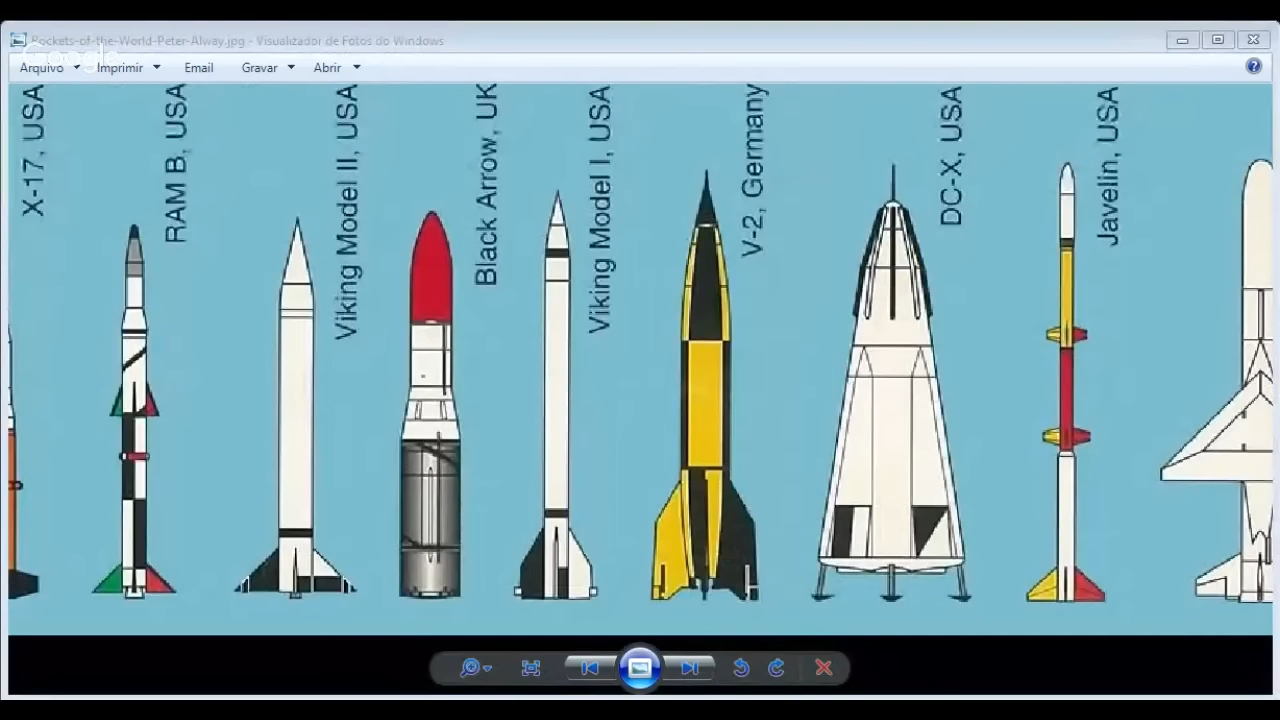 Rockets-of-the-World-Peter-Alway.jpg - Visualizador de Fotos do Windows
Google
Arquivo
Imprimir
Email
Gravar
Abrir
X-17, USA
RAM B, USA
Viking Model II, USA
Black Arrow, UK
Viking Model I, USA
V-2, Germany
DC-X, USA
Javelin, USA